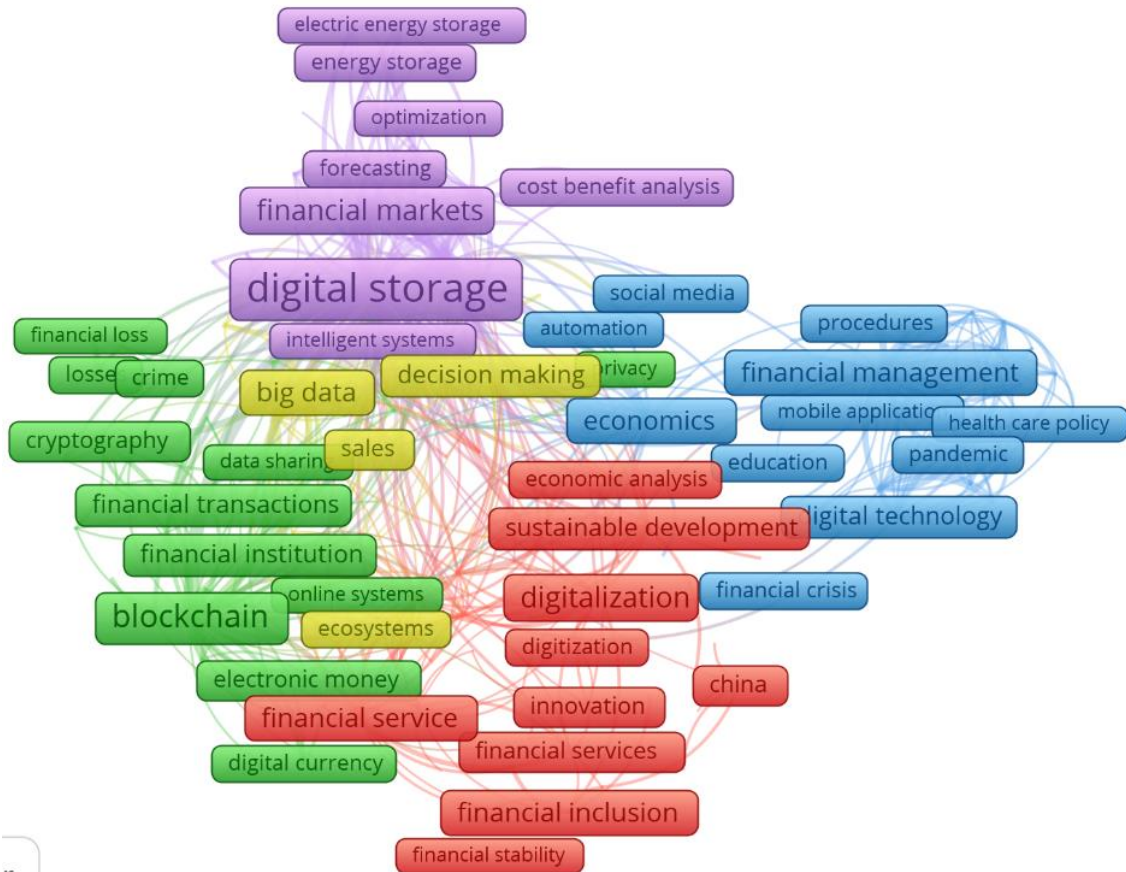 electric energy storage
energy storage
optimization
forecasting
cost benefit analysis
financial markets
digital storage
social media
procedures
financial loss
automation
intelligent systems
losse
crime
decision making
privacy
financial management
big data
mobile applicatio
economics
health care policy
cryptography
sales
data sharing
education
pandemic
economic analysis
financial transactions
sustainable development
digital technology
financial institution
online systems
digitalization
financial crisis
blockchain
ecosystems
digitization
electronic money
china
financial service
innovation
financial services
digital currency
financial inclusion
financial stability